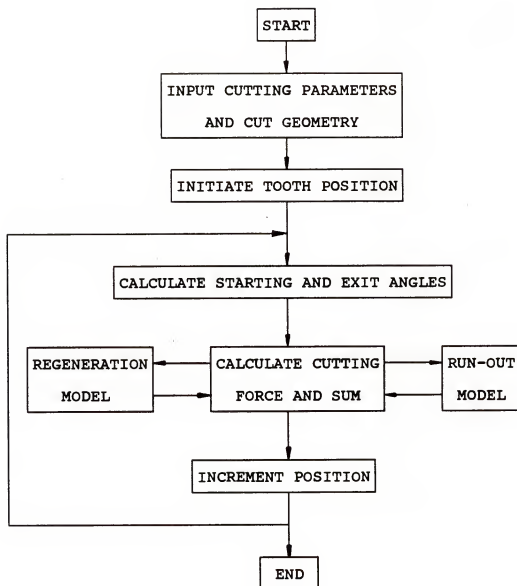 START
INPUT CUTTING PARAMETERS
AND CUT GEOMETRY
INITIATE TOOTH POSITION
CALCULATE STARTING AND EXIT ANGLES
REGENERATION
MODEL
CALCULATE CUTTING
FORCE AND SUM
RUN-OUT
MODEL
INCREMENT POSITION
END